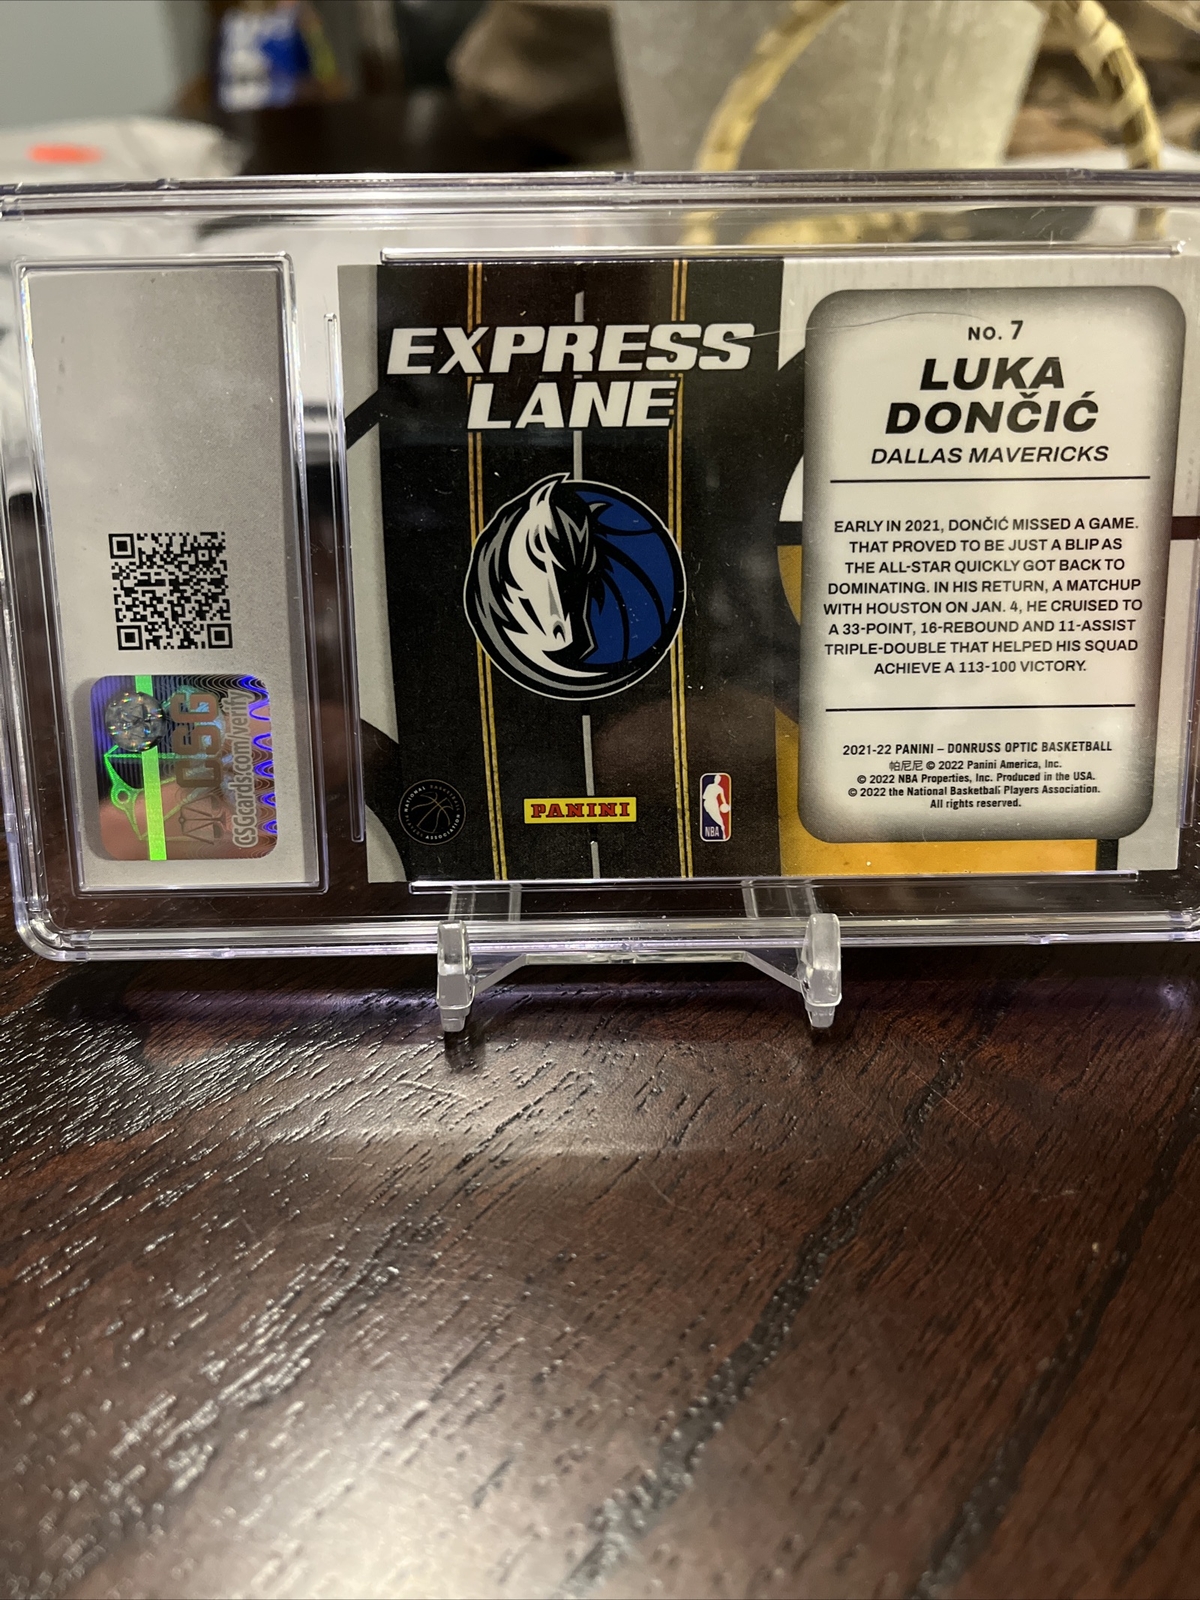 EXPRESS
LANE
PANINI
NBA
NO. 7
LUKA
DONČIĆ
DALLAS MAVERICKS
EARLY IN 2021, DONČIĆ MISSED A GAME.
THAT PROVED TO BE JUST A BLIP AS
THE ALL-STAR QUICKLY GOT BACK TO
DOMINATING. IN HIS RETURN, A MATCHUP
WITH HOUSTON ON JAN. 4, HE CRUISED TO
A 33-POINT, 16-REBOUND AND 11-ASSIST
TRIPLE-DOUBLE THAT HELPED HIS SQUAD
ACHIEVE A 113-100 VICTORY.
2021-22 PANINI – DONRUSS OPTIC BASKETBALL
帕尼尼 © 2022 Panini America, Inc.
© 2022 NBA Properties, Inc. Produced in the USA.
© 2022 the National Basketball Players Association.
All rights reserved.
CSG
CSGcards.com/verify